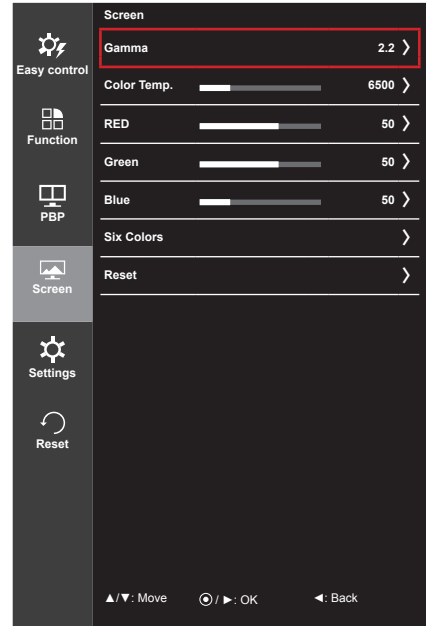 Easy control
Function
PBP
Screen
Settings
Reset
Screen
Gamma 2.2
Color Temp. 6500
RED 50
Green 50
Blue 50
Six Colors
Reset
▲/▼: Move ⦿ / ►: OK ◄: Back